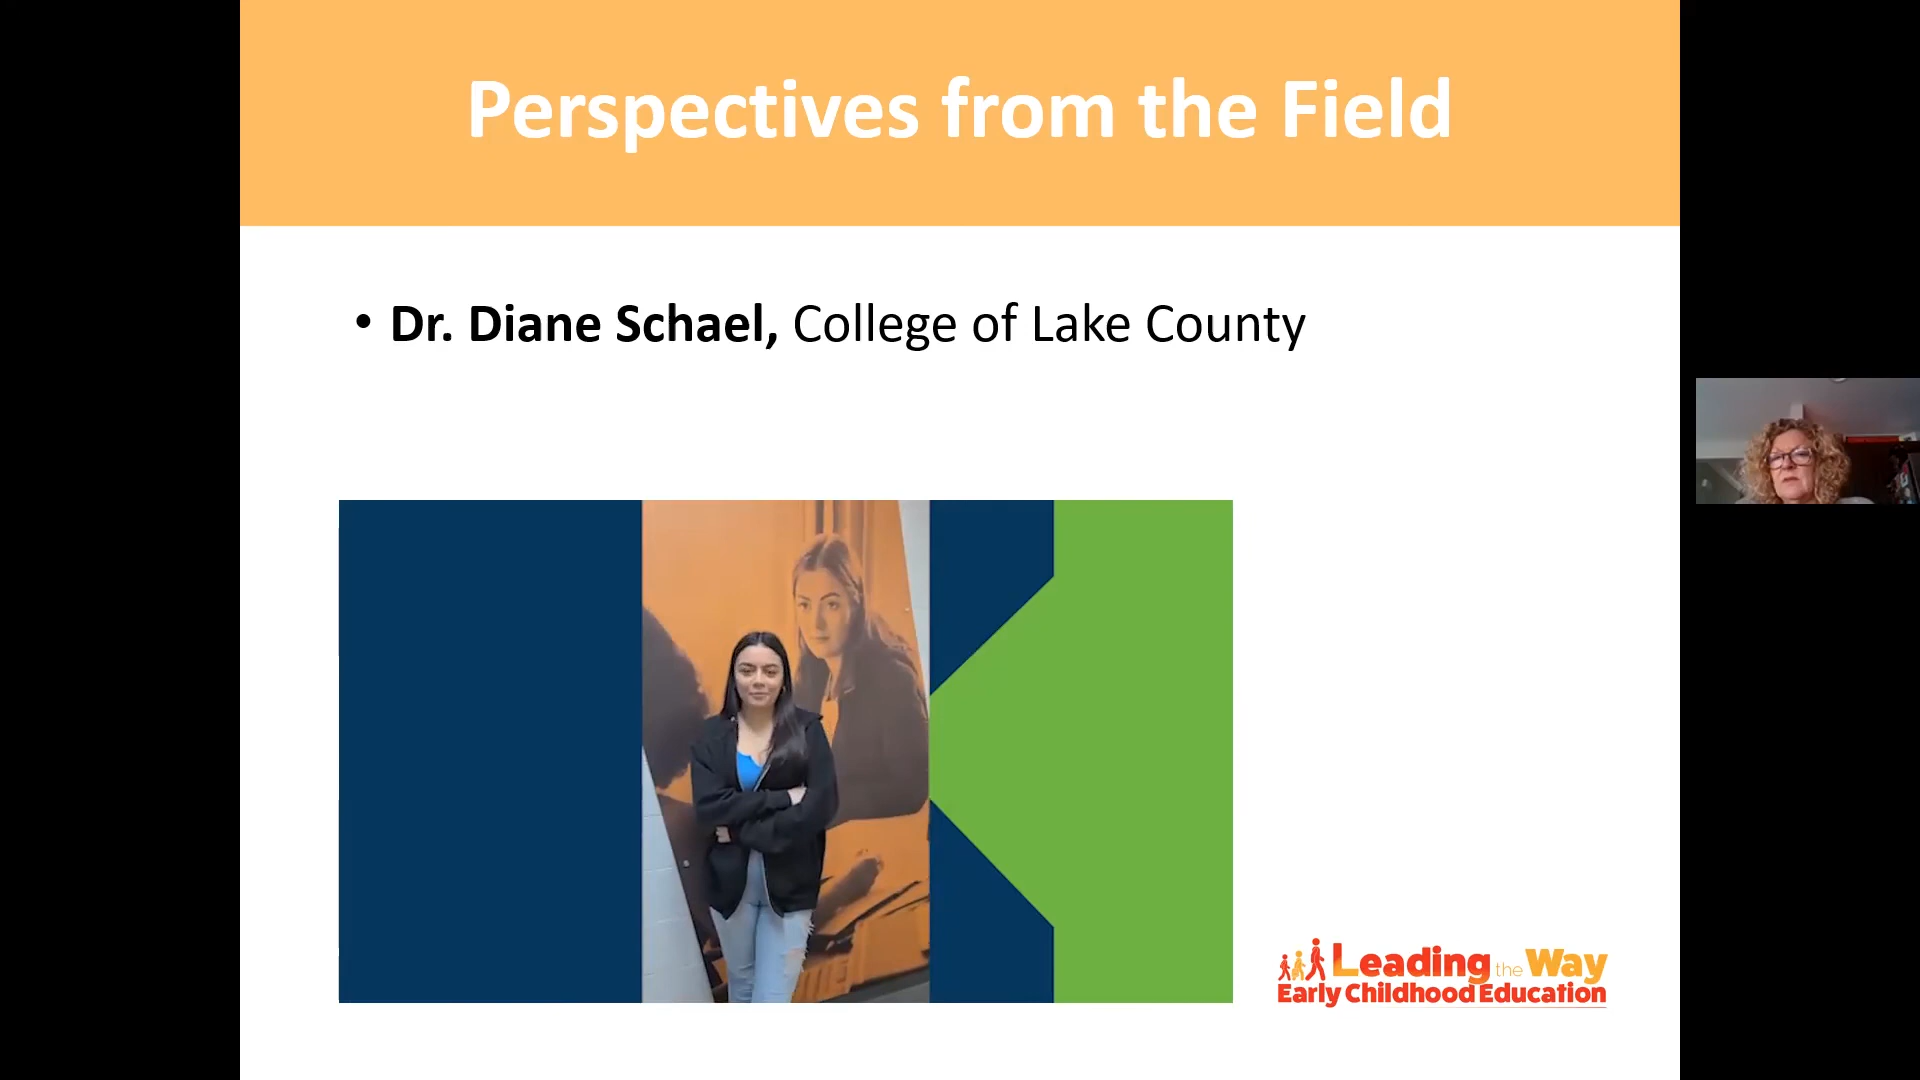 Perspectives from the Field
• Dr. Diane Schael, College of Lake County
Leading the Way
Early Childhood Education